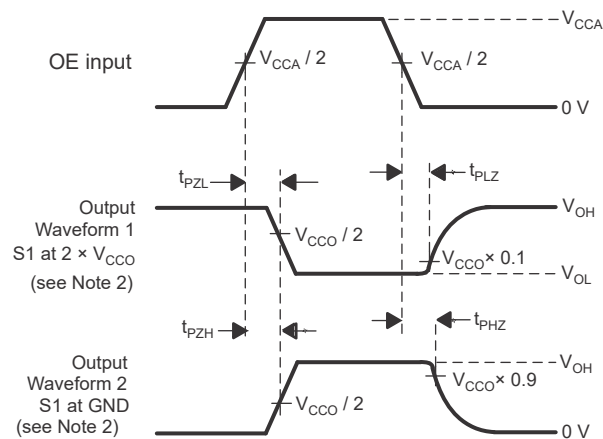 V_CCA
OE input
V_CCA / 2
V_CCA / 2
0 V
t_PZL
t_PLZ
Output
Waveform 1
S1 at 2 × V_CCO
(see Note 2)
V_CCO / 2
V_OH
V_CCO × 0.1
V_OL
t_PZH
t_PHZ
Output
Waveform 2
S1 at GND
(see Note 2)
V_CCO / 2
V_OH
V_CCO × 0.9
0 V